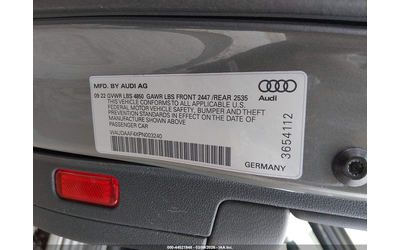 MFD. BY AUDI AG
09.22 GVWR LBS 4850 GAWR LBS FRONT 2447 /REAR 2535
THIS VEHICLE CONFORMS TO ALL APPLICABLE U.S.
FEDERAL MOTOR VEHICLE SAFETY, BUMPER AND THEFT
PREVENTION STANDARDS IN EFFECT ON THE DATE OF
MANUFACTURE SHOWN ABOVE.
PASSENGER CAR
WAUDAAF4XPN003240
Audi
3654112
GERMANY